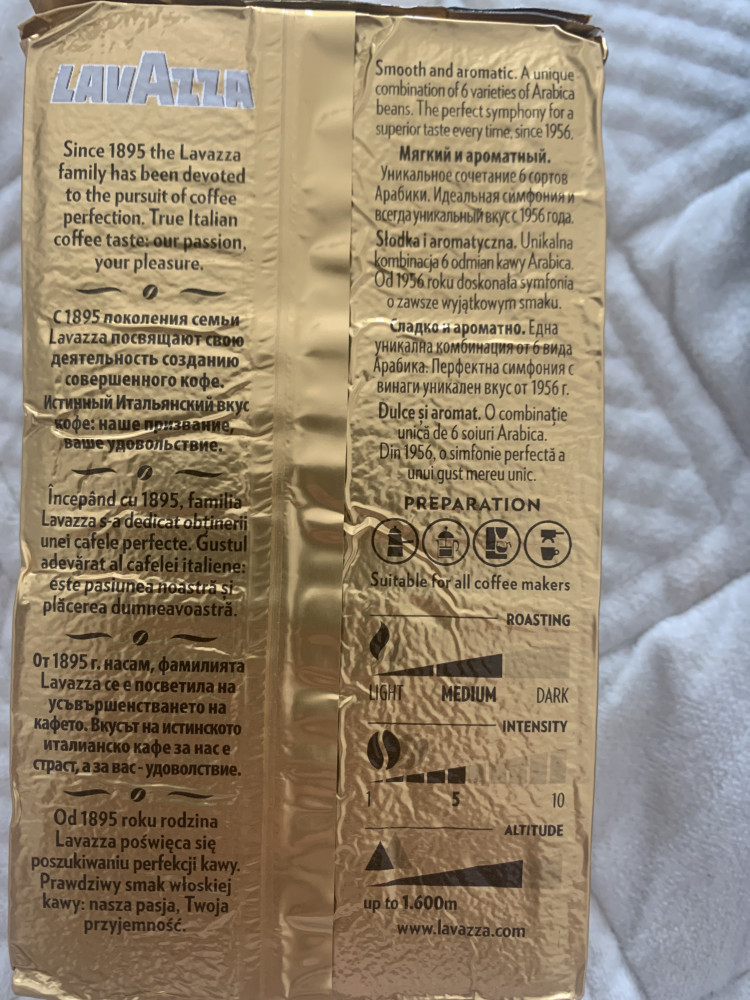 LAVAZZA
Since 1895 the Lavazza
family has been devoted
to the pursuit of coffee
perfection. True Italian
coffee taste: our passion,
your pleasure.
С 1895 поколения семьи
Lavazza посвящают свою
деятельность созданию
совершенного кофе.
Истинный Итальянский вкус
кофе: наше призвание,
ваше удовольствие.
Începând cu 1895, familia
Lavazza s-a dedicat obținerii
unei cafele perfecte. Gustul
adevărat al cafelei italiene:
este pasiunea noastră și
plăcerea dumneavoastră.
От 1895 г. насам, фамилията
Lavazza се е посветила на
усъвършенстването на
кафето. Вкусът на истинското
италианско кафе за нас е
страст, а за вас - удоволствие.
Od 1895 roku rodzina
Lavazza poświęca się
poszukiwaniu perfekcji kawy.
Prawdziwy smak włoskiej
kawy: nasza pasja, Twoja
przyjemność.
Smooth and aromatic. A unique
combination of 6 varieties of Arabica
beans. The perfect symphony for a
superior taste every time, since 1956.
Мягкий и ароматный.
Уникальное сочетание 6 сортов
Арабики. Идеальная симфония и
всегда уникальный вкус с 1956 года.
Słodka i aromatyczna. Unikalna
kombinacja 6 odmian kawy Arabica.
Od 1956 roku doskonała symfonia
o zawsze wyjątkowym smaku.
Сладко и ароматно. Една
уникална комбинация от 6 вида
Арабика. Перфектна симфония с
винаги уникален вкус от 1956 г.
Dulce și aromat. O combinație
unică de 6 soiuri Arabica.
Din 1956, o simfonie perfectă a
unui gust mereu unic.
PREPARATION
Suitable for all coffee makers
ROASTING
LIGHT MEDIUM DARK
INTENSITY
1 5 10
ALTITUDE
up to 1.600m
www.lavazza.com